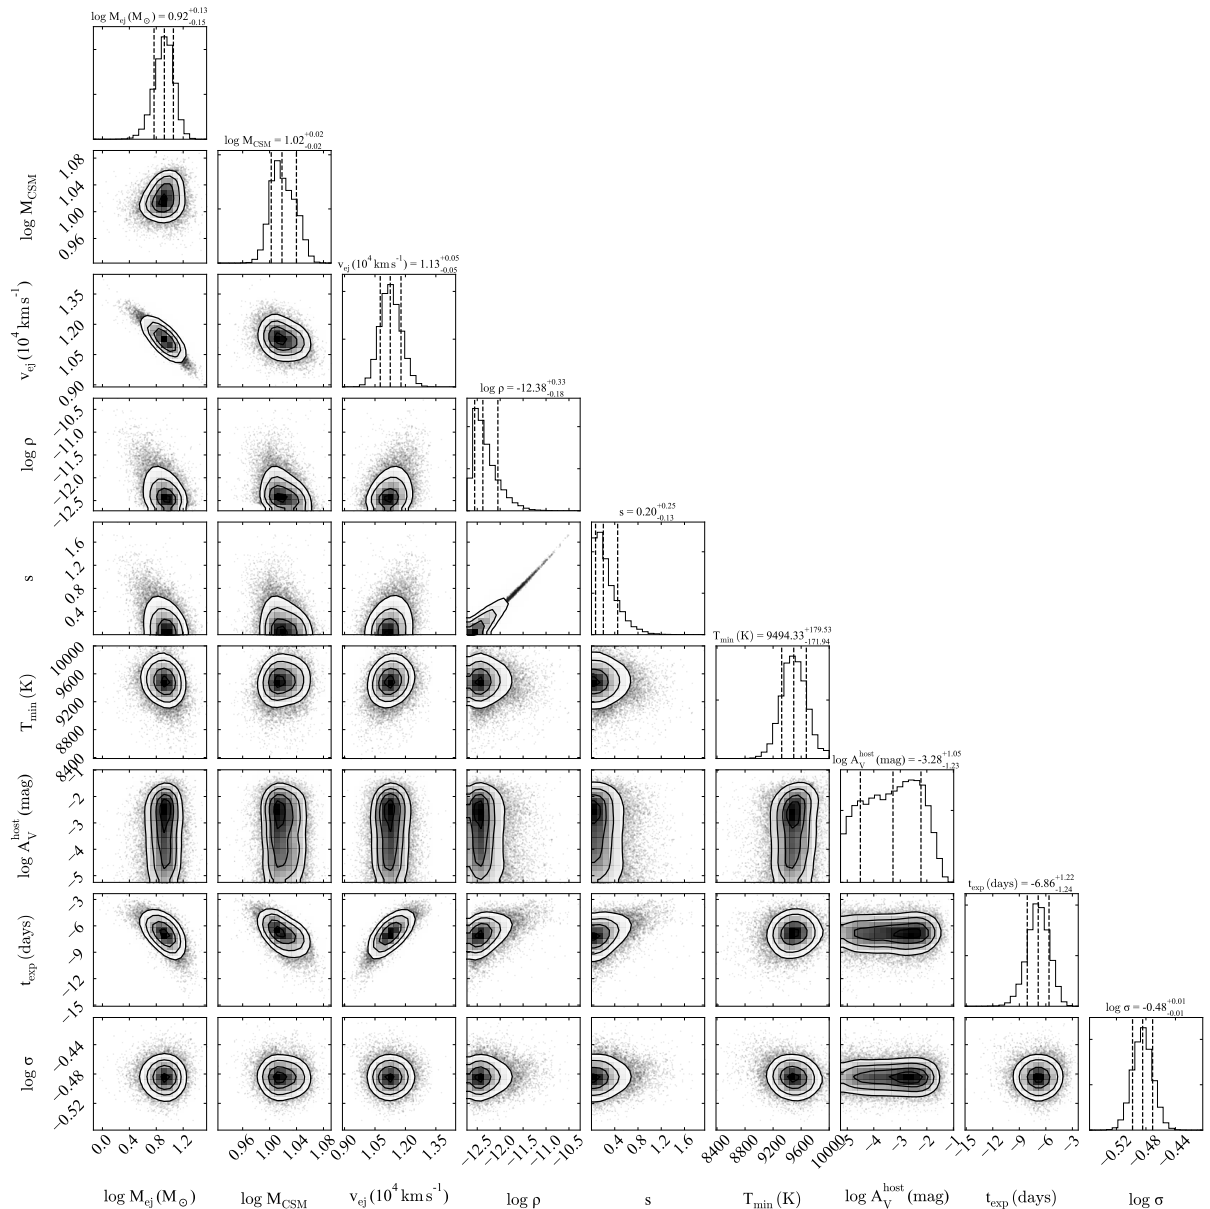 log M_ej (M_⊙) = 0.92^{+0.13}_{-0.15}
log M_CSM = 1.02^{+0.02}_{-0.02}
log M_CSM
1.08
1.04
1.00
0.96
v_ej (10^4 km s^-1) = 1.13^{+0.05}_{-0.05}
v_ej (10^4 km s^-1)
1.35
1.20
1.05
0.90
log ρ = -12.38^{+0.33}_{-0.18}
log ρ
−10.5
−11.0
−11.5
−12.0
−12.5
s = 0.20^{+0.25}_{-0.13}
s
1.6
1.2
0.8
0.4
T_min (K) = 9494.33^{+179.53}_{-171.94}
T_min (K)
10000
9600
9200
8800
8400
log A_V^host (mag) = -3.28^{+1.05}_{-1.23}
log A_V^host (mag)
−1
−2
−3
−4
−5
t_exp (days) = -6.86^{+1.22}_{-1.24}
t_exp (days)
−3
−6
−9
−12
−15
log σ = -0.48^{+0.01}_{-0.01}
log σ
−0.44
−0.48
−0.52
0.0 0.4 0.8 1.2 0.96 1.00 1.04 1.08 0.90 1.05 1.20 1.35 −12.5 −12.0 −11.5 −11.0 −10.5 0.4 0.8 1.2 1.6 8400 8800 9200 9600 10000 −5 −4 −3 −2 −1 −15 −12 −9 −6 −3 −0.52 −0.48 −0.44
log M_ej (M_⊙) log M_CSM v_ej (10^4 km s^-1) log ρ s T_min (K) log A_V^host (mag) t_exp (days) log σ